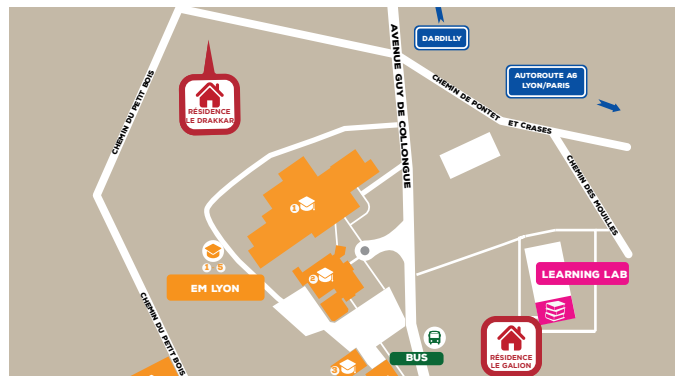 DARDILLY
AUTOROUTE A6
LYON/PARIS
AVENUE GUY DE COLLONGUE
CHEMIN DE PONTET
ET CRASES
CHEMIN DU PETIT BOIS
RÉSIDENCE
LE DRAKKAR
CHEMIN DES MOUILLES
1
1 5
EM LYON
2
LEARNING LAB
CHEMIN DU PETIT BOIS
BUS
RÉSIDENCE
LE GALION
3